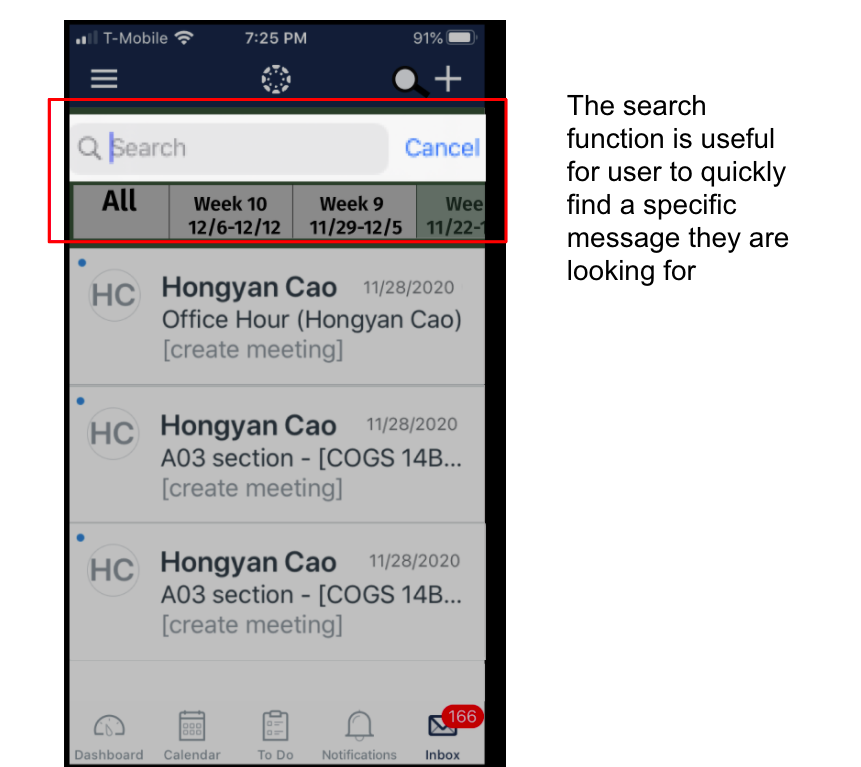 T-Mobile 7:25 PM 91%
Search Cancel
All Week 10 Week 9 Wee
12/6-12/12 11/29-12/5 11/22-
HC Hongyan Cao 11/28/2020
Office Hour (Hongyan Cao)
[create meeting]
HC Hongyan Cao 11/28/2020
A03 section - [COGS 14B...
[create meeting]
HC Hongyan Cao 11/28/2020
A03 section - [COGS 14B...
[create meeting]
166
Dashboard Calendar To Do Notifications Inbox
The search
function is useful
for user to quickly
find a specific
message they are
looking for